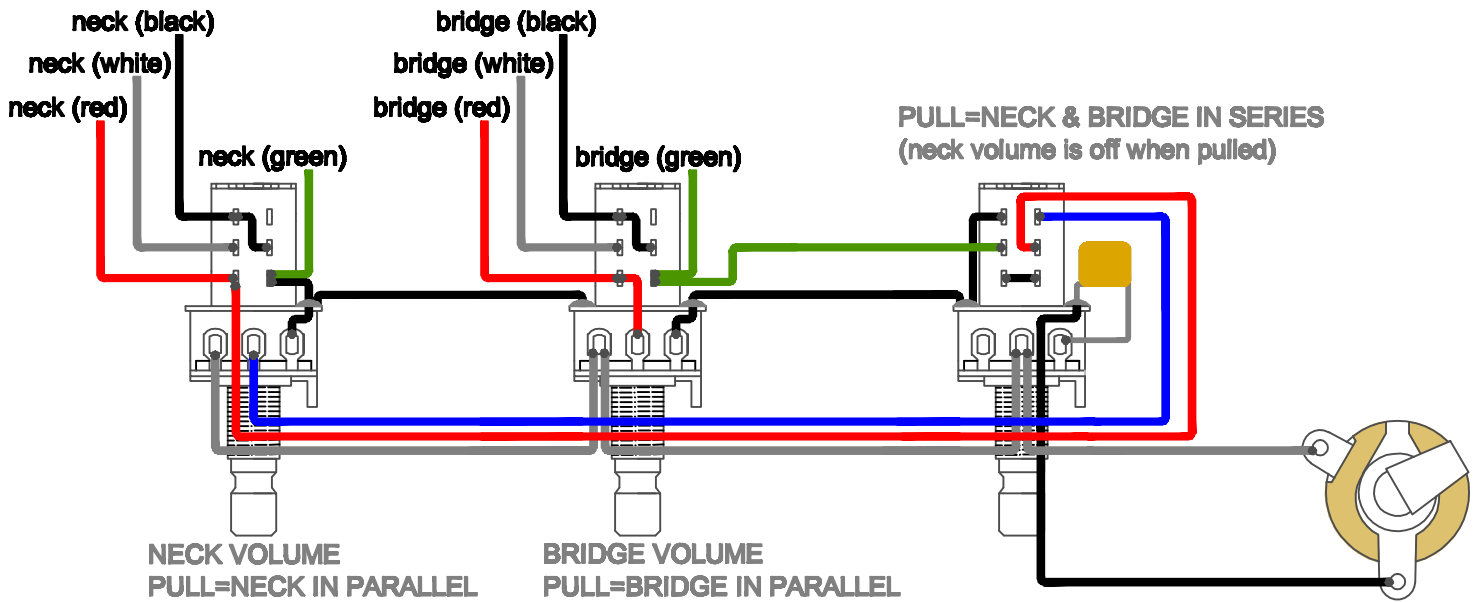 neck (black)
neck (white)
neck (red)
neck (green)
bridge (black)
bridge (white)
bridge (red)
bridge (green)
PULL=NECK & BRIDGE IN SERIES
(neck volume is off when pulled)
NECK VOLUME
PULL=NECK IN PARALLEL
BRIDGE VOLUME
PULL=BRIDGE IN PARALLEL